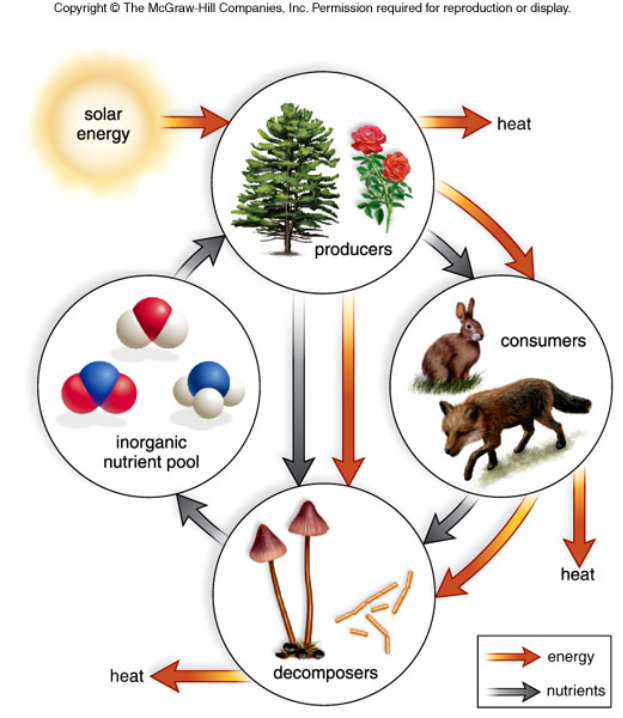 Copyright © The McGraw-Hill Companies, Inc. Permission required for reproduction or display.
solar
energy
heat
producers
consumers
inorganic
nutrient pool
heat
decomposers
heat
energy
nutrients